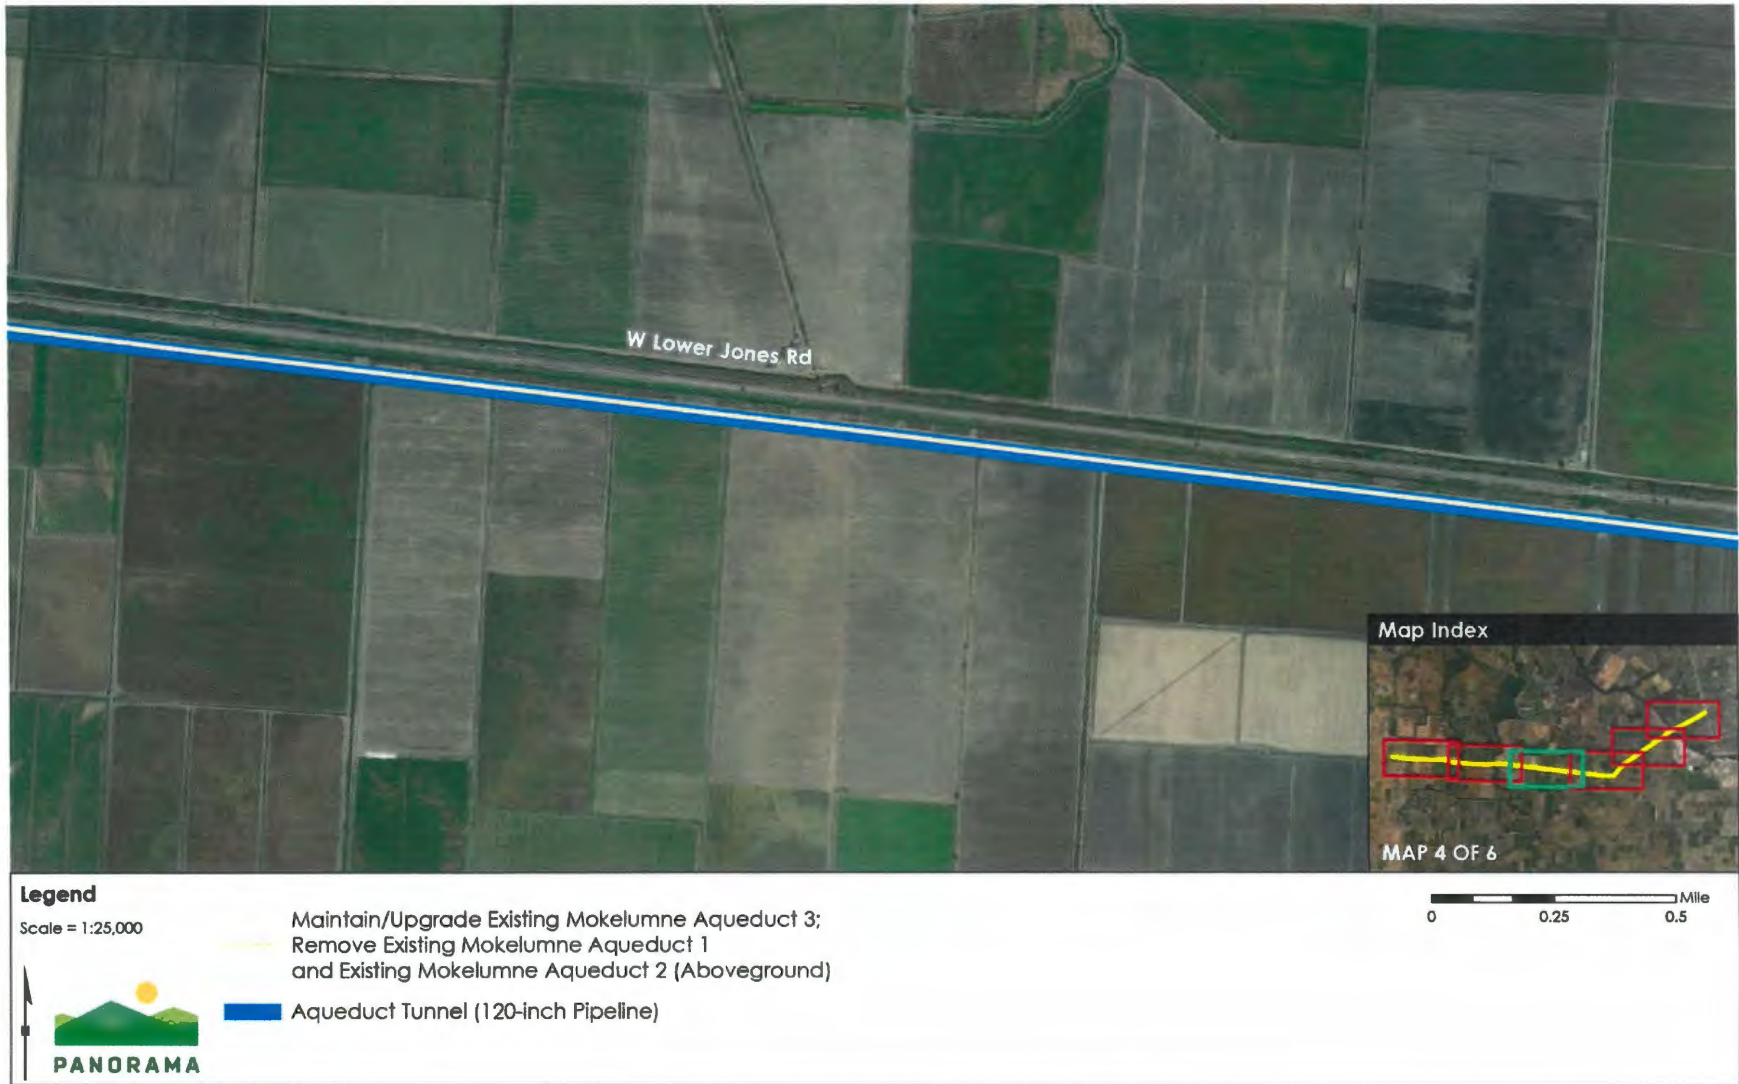 W Lower Jones Rd
Map Index
MAP 4 OF 6
Legend
Scale = 1:25,000
Maintain/Upgrade Existing Mokelumne Aqueduct 3;
Remove Existing Mokelumne Aqueduct 1
and Existing Mokelumne Aqueduct 2 (Aboveground)
Aqueduct Tunnel (120-inch Pipeline)
PANORAMA
Mile
0 0.25 0.5